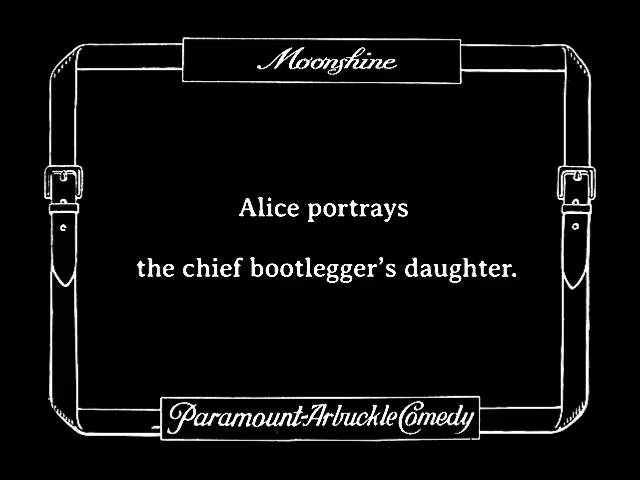 Moonshine
Alice portrays
the chief bootlegger's daughter.
Paramount-Arbuckle Comedy